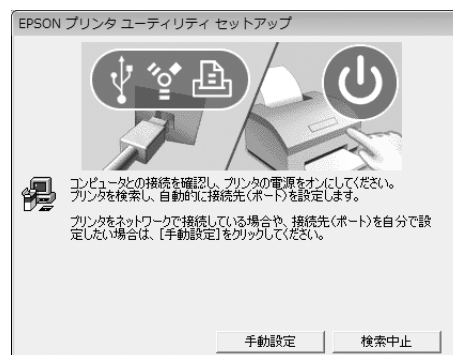 EPSON プリンタ ユーティリティ セットアップ
コンピュータとの接続を確認し、プリンタの電源をオンにしてください。
プリンタを検索し、自動的に接続先(ポート)を設定します。
プリンタをネットワークで接続している場合や、接続先(ポート)を自分で設
定したい場合は、[手動設定]をクリックしてください。
手動設定
検索中止